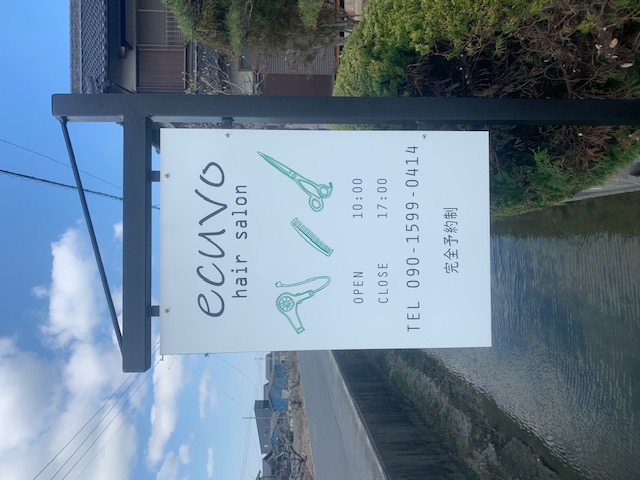 ecuvo
hair salon
OPEN 10:00
CLOSE 17:00
TEL 090-1599-0414
完全予約制